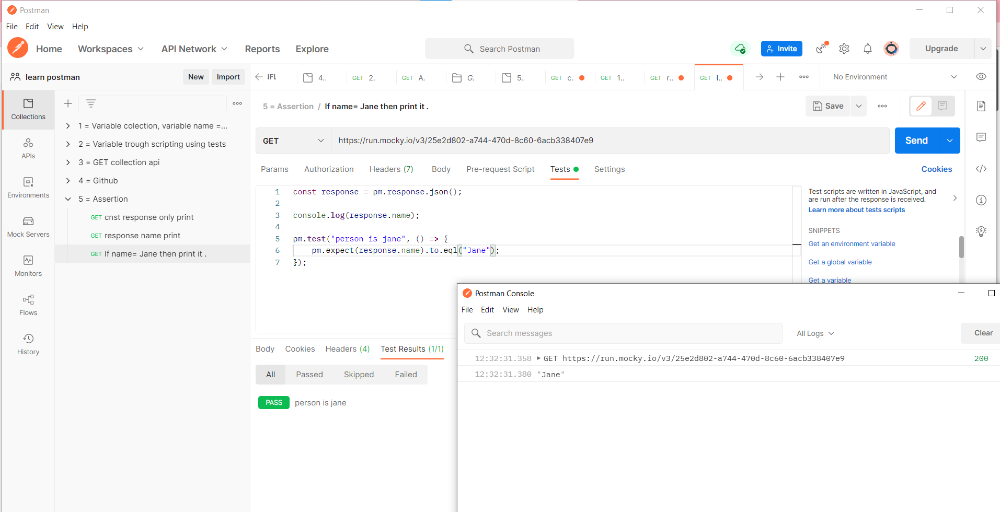 Postman
File Edit View Help
Home Workspaces API Network Reports Explore
Search Postman
Invite
Upgrade
learn postman
New Import
IFL
4..
GET 2.
GET A.
G.
5..
GET c.
GET 1..
GET r..
GET I..
No Environment
Collections
APIs
Environments
Mock Servers
Monitors
Flows
History
1 = Variable colection, variable name =...
2 = Variable trough scripting using tests
3 = GET collection api
4 = Github
5 = Assertion
GET cnst response only print
GET response name print
GET If name= Jane then print it .
5 = Assertion / If name= Jane then print it .
Save
GET https://run.mocky.io/v3/25e2d802-a744-470d-8c60-6acb338407e9
Send
Params Authorization Headers (7) Body Pre-request Script Tests Settings
Cookies
1 const response = pm.response.json();
2
3 console.log(response.name);
4
5 pm.test("person is jane", () => {
6 pm.expect(response.name).to.eql("Jane");
7 });
Test scripts are written in JavaScript, and
are run after the response is received.
Learn more about tests scripts
SNIPPETS
Get an environment variable
Get a global variable
Get a variable
Body Cookies Headers (4) Test Results (1/1)
All Passed Skipped Failed
PASS person is jane
Postman Console
File Edit View Help
Search messages
All Logs
Clear
12:32:31.358 GET https://run.mocky.io/v3/25e2d802-a744-470d-8c60-6acb338407e9 200
12:32:31.380 "Jane"